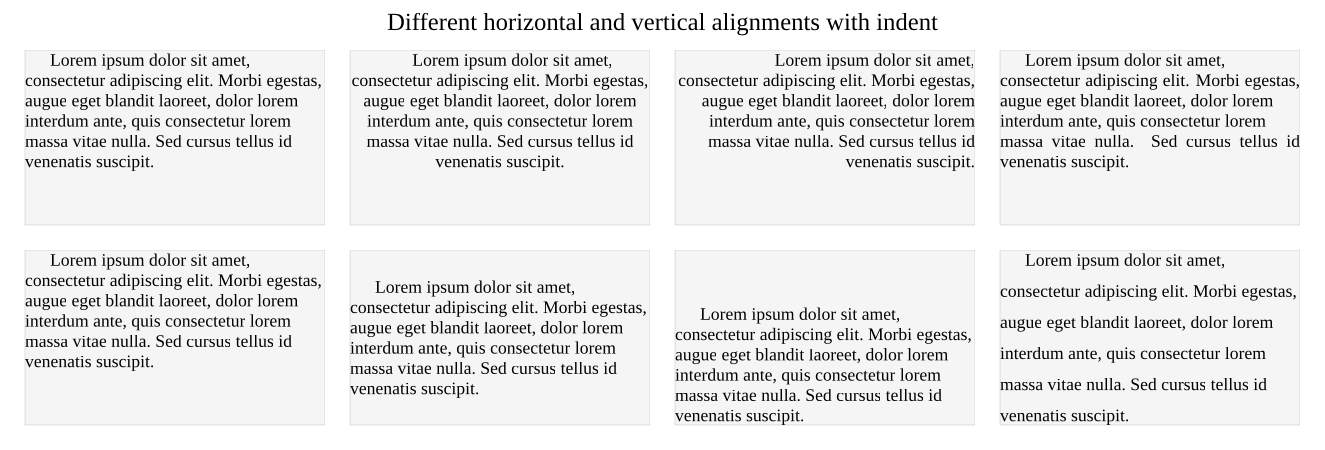 Different horizontal and vertical alignments with indent
Lorem ipsum dolor sit amet,
consectetur adipiscing elit. Morbi egestas,
augue eget blandit laoreet, dolor lorem
interdum ante, quis consectetur lorem
massa vitae nulla. Sed cursus tellus id
venenatis suscipit.
Lorem ipsum dolor sit amet,
consectetur adipiscing elit. Morbi egestas,
augue eget blandit laoreet, dolor lorem
interdum ante, quis consectetur lorem
massa vitae nulla. Sed cursus tellus id
venenatis suscipit.
Lorem ipsum dolor sit amet,
consectetur adipiscing elit. Morbi egestas,
augue eget blandit laoreet, dolor lorem
interdum ante, quis consectetur lorem
massa vitae nulla. Sed cursus tellus id
venenatis suscipit.
Lorem ipsum dolor sit amet,
consectetur adipiscing elit. Morbi egestas,
augue eget blandit laoreet, dolor lorem
interdum ante, quis consectetur lorem
massa vitae nulla. Sed cursus tellus id
venenatis suscipit.
Lorem ipsum dolor sit amet,
consectetur adipiscing elit. Morbi egestas,
augue eget blandit laoreet, dolor lorem
interdum ante, quis consectetur lorem
massa vitae nulla. Sed cursus tellus id
venenatis suscipit.
Lorem ipsum dolor sit amet,
consectetur adipiscing elit. Morbi egestas,
augue eget blandit laoreet, dolor lorem
interdum ante, quis consectetur lorem
massa vitae nulla. Sed cursus tellus id
venenatis suscipit.
Lorem ipsum dolor sit amet,
consectetur adipiscing elit. Morbi egestas,
augue eget blandit laoreet, dolor lorem
interdum ante, quis consectetur lorem
massa vitae nulla. Sed cursus tellus id
venenatis suscipit.
Lorem ipsum dolor sit amet,
consectetur adipiscing elit. Morbi egestas,
augue eget blandit laoreet, dolor lorem
interdum ante, quis consectetur lorem
massa vitae nulla. Sed cursus tellus id
venenatis suscipit.